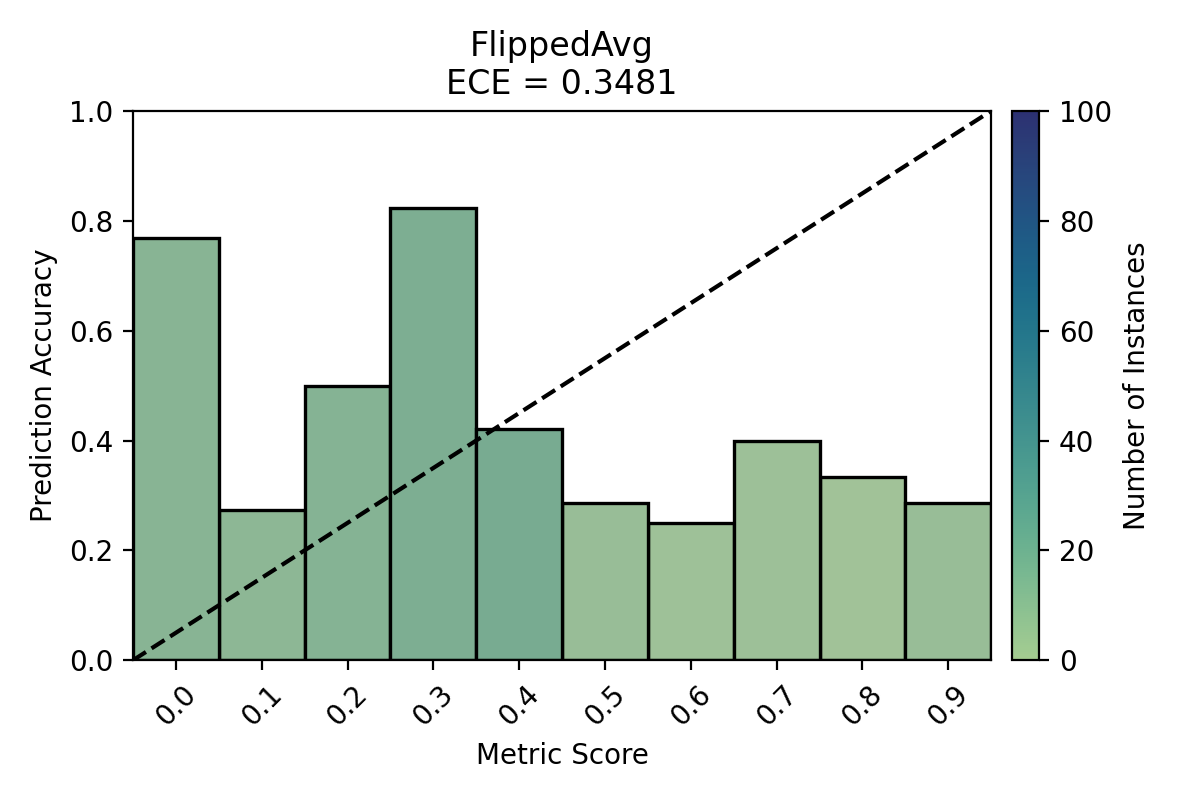 FlippedAvg
ECE = 0.3481
Prediction Accuracy
1.0
0.8
0.6
0.4
0.2
0.0
0.0 0.1 0.2 0.3 0.4 0.5 0.6 0.7 0.8 0.9
Metric Score
100
80
60
40
20
0
Number of Instances